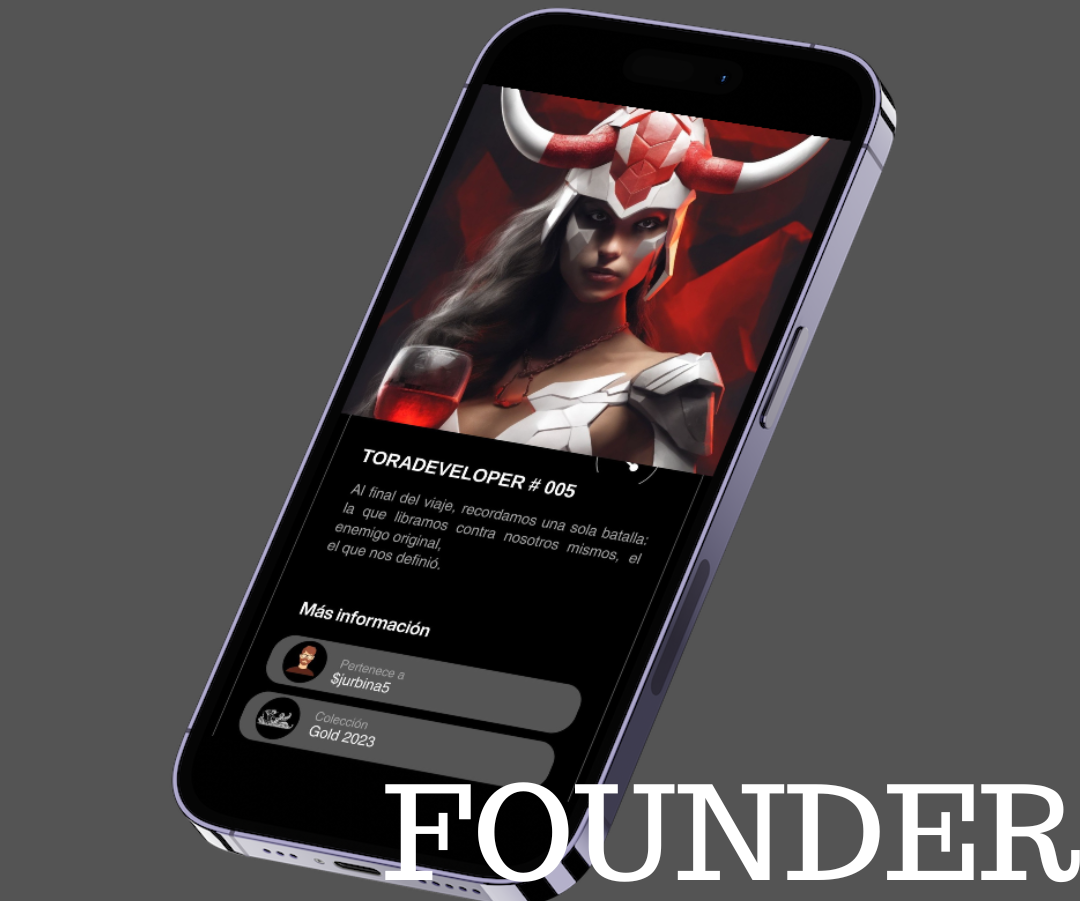 TORADEVELOPER # 005
Al final del viaje, recordamos una sola batalla:
la que libramos contra nosotros mismos, el
enemigo original,
el que nos definió.
Más información
Pertenece a
$jurbina5
Colección
Gold 2023
FOUNDER